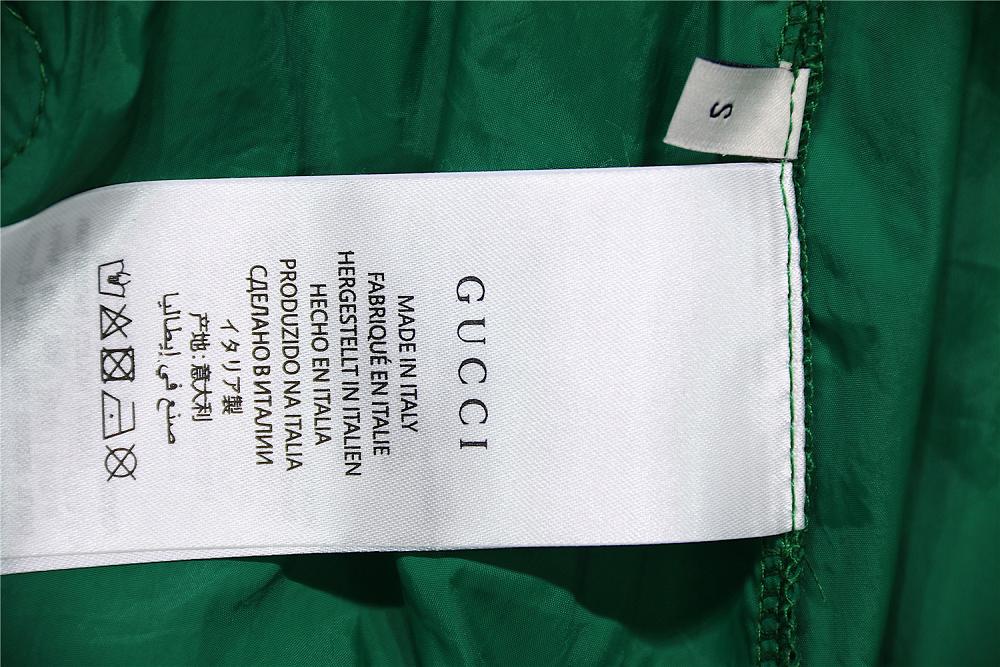 S
GUCCI
MADE IN ITALY
FABRIQUÉ EN ITALIE
HERGESTELLT IN ITALIEN
HECHO EN ITALIA
PRODUZIDO NA ITALIA
СДЕЛАНО В ИТАЛИИ
イタリア製
产地: 意大利
صنع في إيطاليا